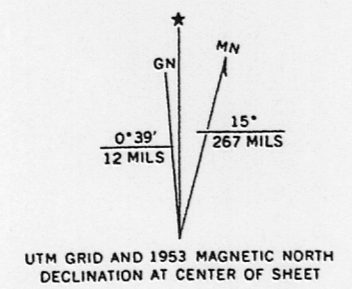 ★
GN
MN
0°39′
12 MILS
15°
267 MILS
UTM GRID AND 1953 MAGNETIC NORTH
DECLINATION AT CENTER OF SHEET